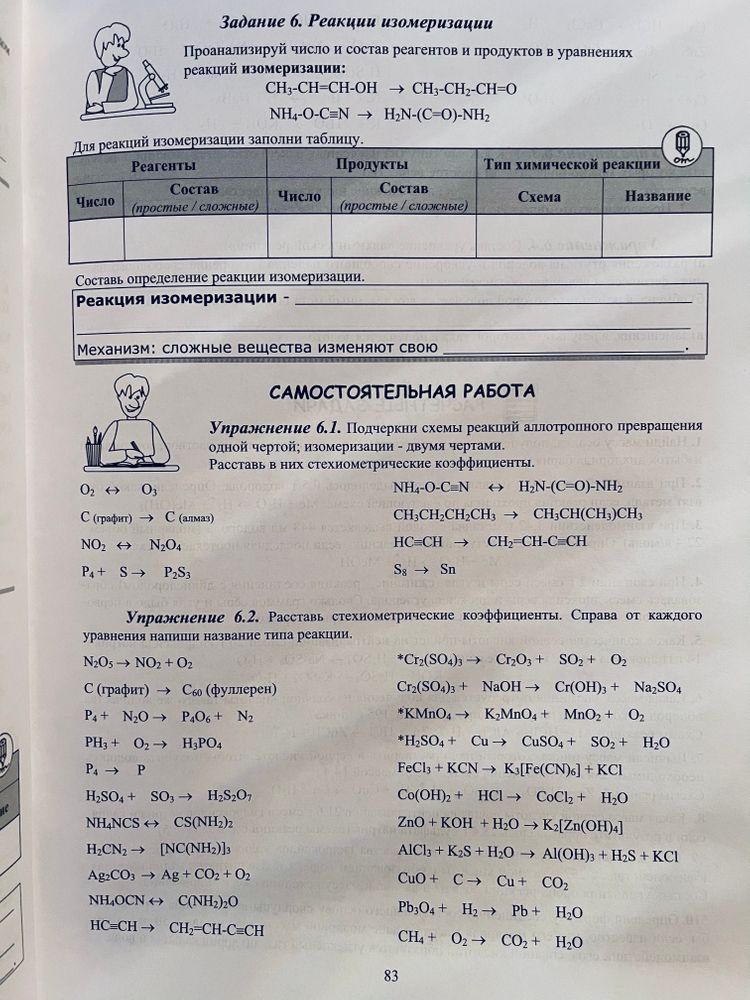 Задание 6. Реакции изомеризации
Проанализируй число и состав реагентов и продуктов в уравнениях
реакций изомеризации:
CH₃-CH=CH-OH → CH₃-CH₂-CH=O
NH₄-O-C≡N → H₂N-(C=O)-NH₂
Для реакций изомеризации заполни таблицу.
Реагенты Продукты Тип химической реакции
Число Состав (простые / сложные) Число Состав (простые / сложные) Схема Название
Составь определение реакции изомеризации.
Реакция изомеризации - 
Механизм: сложные вещества изменяют свою .
САМОСТОЯТЕЛЬНАЯ РАБОТА
Упражнение 6.1. Подчеркни схемы реакций аллотропного превращения
одной чертой; изомеризации - двумя чертами.
Расставь в них стехиометрические коэффициенты.
O₂ ↔ O₃
C (графит) → C (алмаз)
NO₂ ↔ N₂O₄
P₄ + S → P₂S₃
NH₄-O-C≡N ↔ H₂N-(C=O)-NH₂
CH₃CH₂CH₂CH₃ → CH₃CH(CH₃)CH₃
HC≡CH → CH₂=CH-C≡CH
S₈ → Sn
Упражнение 6.2. Расставь стехиометрические коэффициенты. Справа от каждого
уравнения напиши название типа реакции.
N₂O₅ → NO₂ + O₂
C (графит) → C₆₀ (фуллерен)
P₄ + N₂O → P₄O₆ + N₂
PH₃ + O₂ → H₃PO₄
P₄ → P
H₂SO₄ + SO₃ → H₂S₂O₇
NH₄NCS ↔ CS(NH₂)₂
H₂CN₂ → [NC(NH₂)]₃
Ag₂CO₃ → Ag + CO₂ + O₂
NH₄OCN ↔ C(NH₂)₂O
HC≡CH → CH₂=CH-C≡CH
*Cr₂(SO₄)₃ → Cr₂O₃ + SO₂ + O₂
Cr₂(SO₄)₃ + NaOH → Cr(OH)₃ + Na₂SO₄
*KMnO₄ → K₂MnO₄ + MnO₂ + O₂
*H₂SO₄ + Cu → CuSO₄ + SO₂ + H₂O
FeCl₃ + KCN → K₃[Fe(CN)₆] + KCl
Co(OH)₂ + HCl → CoCl₂ + H₂O
ZnO + KOH + H₂O → K₂[Zn(OH)₄]
AlCl₃ + K₂S + H₂O → Al(OH)₃ + H₂S + KCl
CuO + C → Cu + CO₂
Pb₃O₄ + H₂ → Pb + H₂O
CH₄ + O₂ → CO₂ + H₂O
83